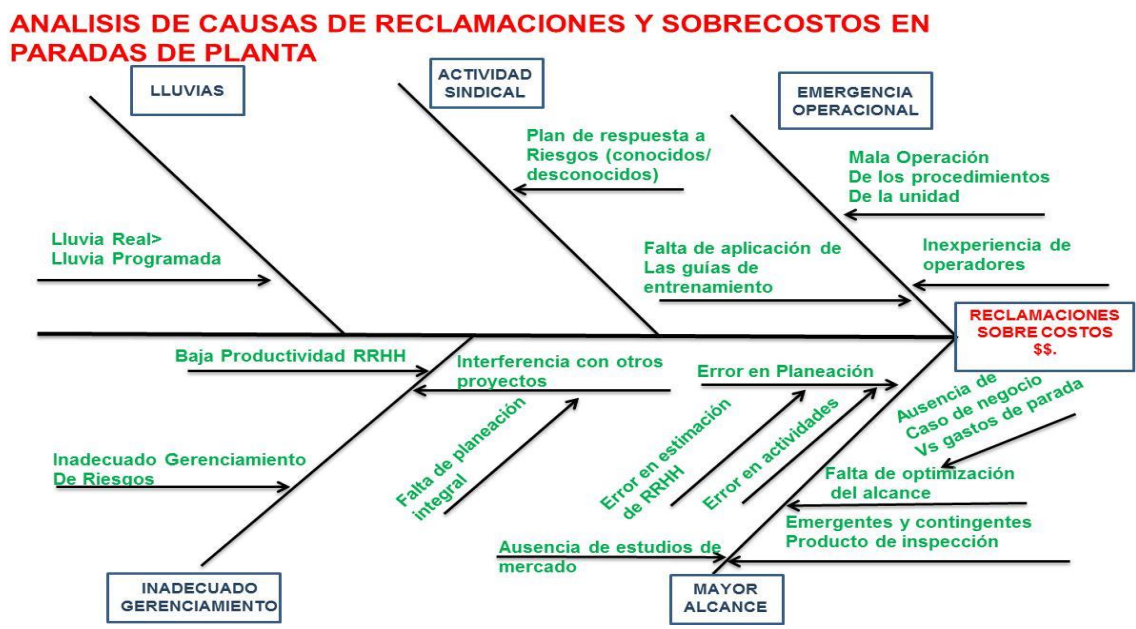 ANALISIS DE CAUSAS DE RECLAMACIONES Y SOBRECOSTOS EN
PARADAS DE PLANTA
LLUVIAS
ACTIVIDAD
SINDICAL
EMERGENCIA
OPERACIONAL
Plan de respuesta a
Riesgos (conocidos/
desconocidos)
Mala Operación
De los procedimientos
De la unidad
Lluvia Real>
Lluvia Programada
Falta de aplicación de
Las guías de
entrenamiento
Inexperiencia de
operadores
RECLAMACIONES
SOBRE COSTOS
$$.
Baja Productividad RRHH
Interferencia con otros
proyectos
Error en Planeación
Ausencia de
Caso de negocio
Vs gastos de parada
Inadecuado Gerenciamiento
De Riesgos
Falta de planeación
integral
Error en estimación
de RRHH
Error en actividades
Falta de optimización
del alcance
Emergentes y contingentes
Producto de inspección
Ausencia de estudios de
mercado
INADECUADO
GERENCIAMIENTO
MAYOR
ALCANCE